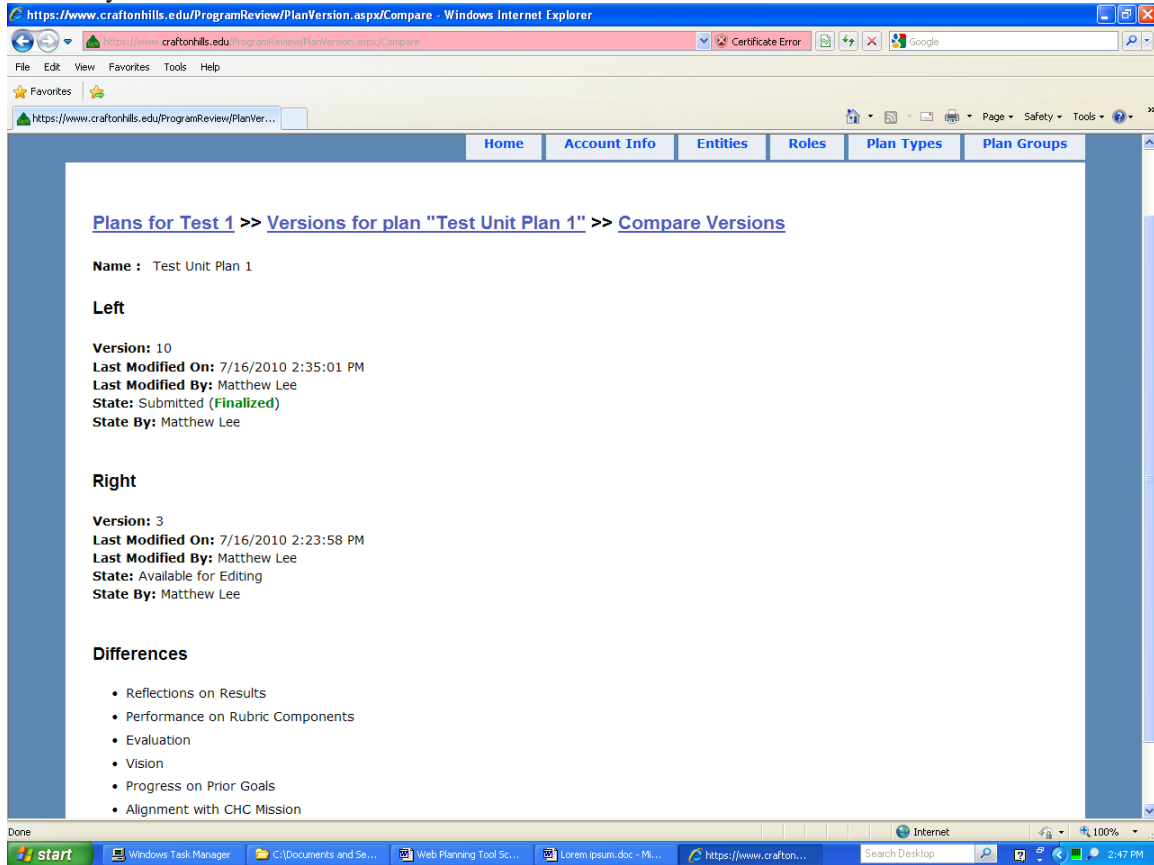 https://www.craftonhills.edu/ProgramReview/PlanVersion.aspx/Compare - Windows Internet Explorer
https://www.craftonhills.edu/ProgramReview/PlanVersion.aspx/Compare Certificate Error Google
File Edit View Favorites Tools Help
Favorites
https://www.craftonhills.edu/ProgramReview/PlanVer... Page Safety Tools »
Home Account Info Entities Roles Plan Types Plan Groups
Plans for Test 1 >> Versions for plan "Test Unit Plan 1" >> Compare Versions
Name : Test Unit Plan 1
Left
Version: 10
Last Modified On: 7/16/2010 2:35:01 PM
Last Modified By: Matthew Lee
State: Submitted (Finalized)
State By: Matthew Lee
Right
Version: 3
Last Modified On: 7/16/2010 2:23:58 PM
Last Modified By: Matthew Lee
State: Available for Editing
State By: Matthew Lee
Differences
• Reflections on Results
• Performance on Rubric Components
• Evaluation
• Vision
• Progress on Prior Goals
• Alignment with CHC Mission
Done Internet 100%
start Windows Task Manager C:\Documents and Se... Web Planning Tool Sc... Lorem ipsum.doc - Mi... https://www.crafton... Search Desktop 2:47 PM